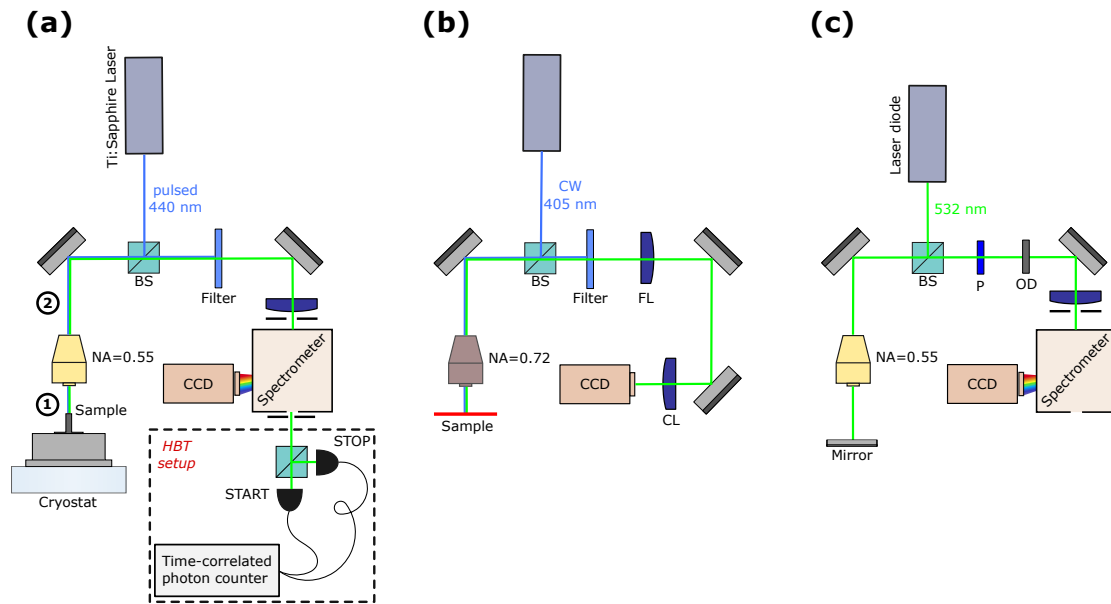 (a)
Ti:Sapphire Laser
pulsed
440 nm
BS
Filter
2
NA=0.55
1
Sample
CCD
Spectrometer
Cryostat
HBT
setup
STOP
START
Time-correlated
photon counter
(b)
CW
405 nm
BS
Filter
FL
NA=0.72
CCD
Sample
CL
(c)
Laser diode
532 nm
BS
P
OD
NA=0.55
CCD
Spectrometer
Mirror